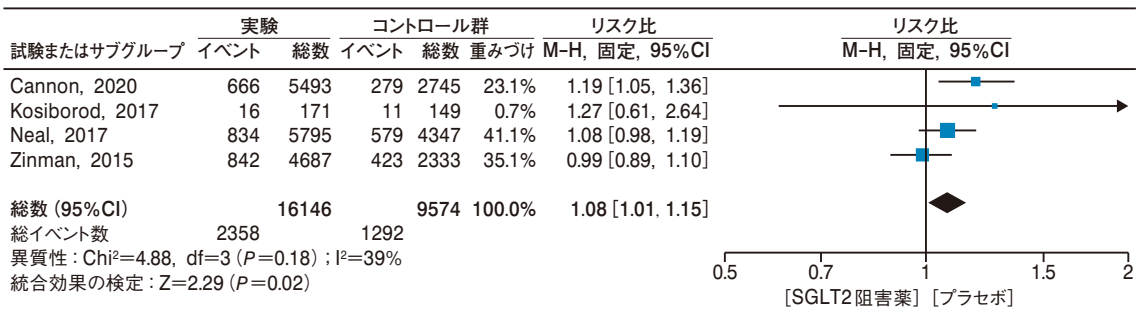 実験 コントロール群 リスク比 リスク比
試験またはサブグループ イベント 総数 イベント 総数 重みづけ M-H, 固定, 95%CI M-H, 固定, 95%CI
Cannon, 2020 666 5493 279 2745 23.1% 1.19 [1.05, 1.36]
Kosiborod, 2017 16 171 11 149 0.7% 1.27 [0.61, 2.64]
Neal, 2017 834 5795 579 4347 41.1% 1.08 [0.98, 1.19]
Zinman, 2015 842 4687 423 2333 35.1% 0.99 [0.89, 1.10]
総数 (95%CI) 16146 9574 100.0% 1.08 [1.01, 1.15]
総イベント数 2358 1292
異質性:Chi²=4.88, df=3 (P=0.18);I²=39%
統合効果の検定:Z=2.29 (P=0.02)
0.5 0.7 1 1.5 2
[SGLT2阻害薬] [プラセボ]